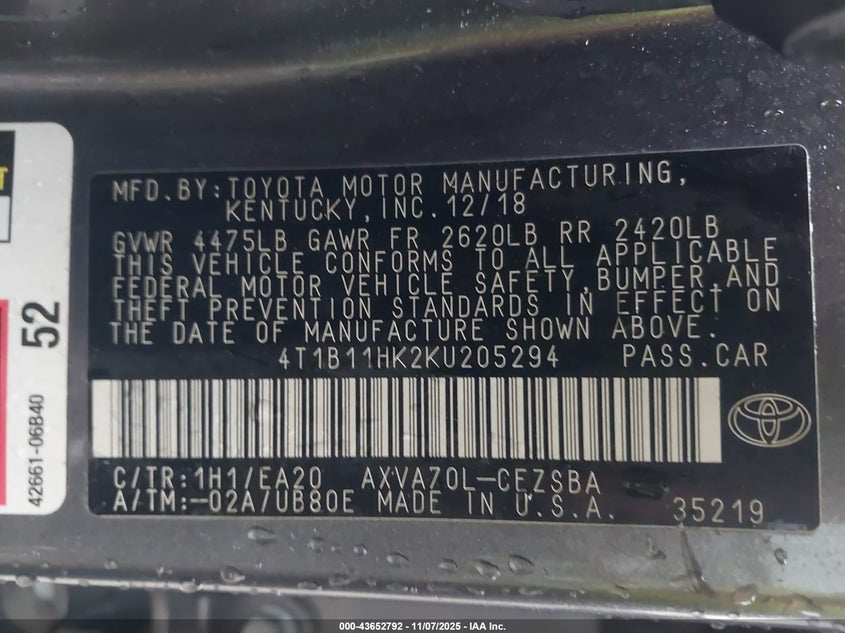 MFD. BY: TOYOTA MOTOR MANUFACTURING,
KENTUCKY, INC. 12/18
GVWR 4475LB GAWR FR 2620LB RR 2420LB
THIS VEHICLE CONFORMS TO ALL APPLICABLE
FEDERAL MOTOR VEHICLE SAFETY, BUMPER, AND
THEFT PREVENTION STANDARDS IN EFFECT ON
THE DATE OF MANUFACTURE SHOWN ABOVE.
4T1B11HK2KU205294 PASS.CAR
C/TR: 1H1/EA20 AXVA70L-CEZSBA
A/TM: -02A/UB80E MADE IN U.S.A. 35219
T
52
42661-06B40
000-43652792 - 11/07/2025 - IAA Inc.